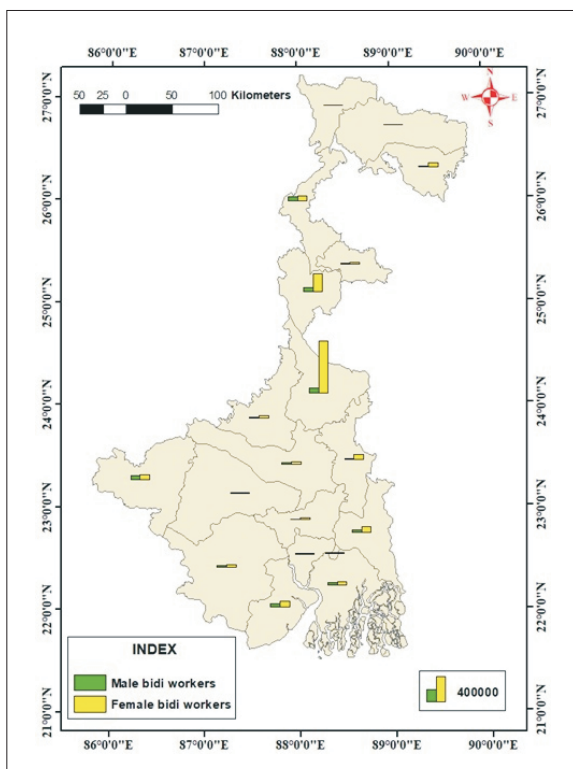 86°0'0"E 87°0'0"E 88°0'0"E 89°0'0"E 90°0'0"E
50 25 0 50 100 Kilometers
N
W E
S
27°0'0"N 27°0'0"N
26°0'0"N 26°0'0"N
25°0'0"N 25°0'0"N
24°0'0"N 24°0'0"N
23°0'0"N 23°0'0"N
22°0'0"N 22°0'0"N
21°0'0"N 21°0'0"N
INDEX
Male bidi workers
Female bidi workers
400000
86°0'0"E 87°0'0"E 88°0'0"E 89°0'0"E 90°0'0"E